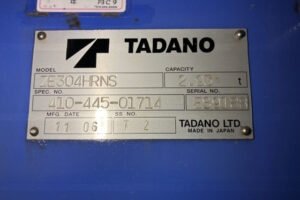 TADANO
MODEL CAPACITY
ZE304HRNS t
SPEC. NO. SERIAL NO.
410-445-01714
MFG DATE SS NO.
11 06 2
TADANO LTD.
MADE IN JAPAN